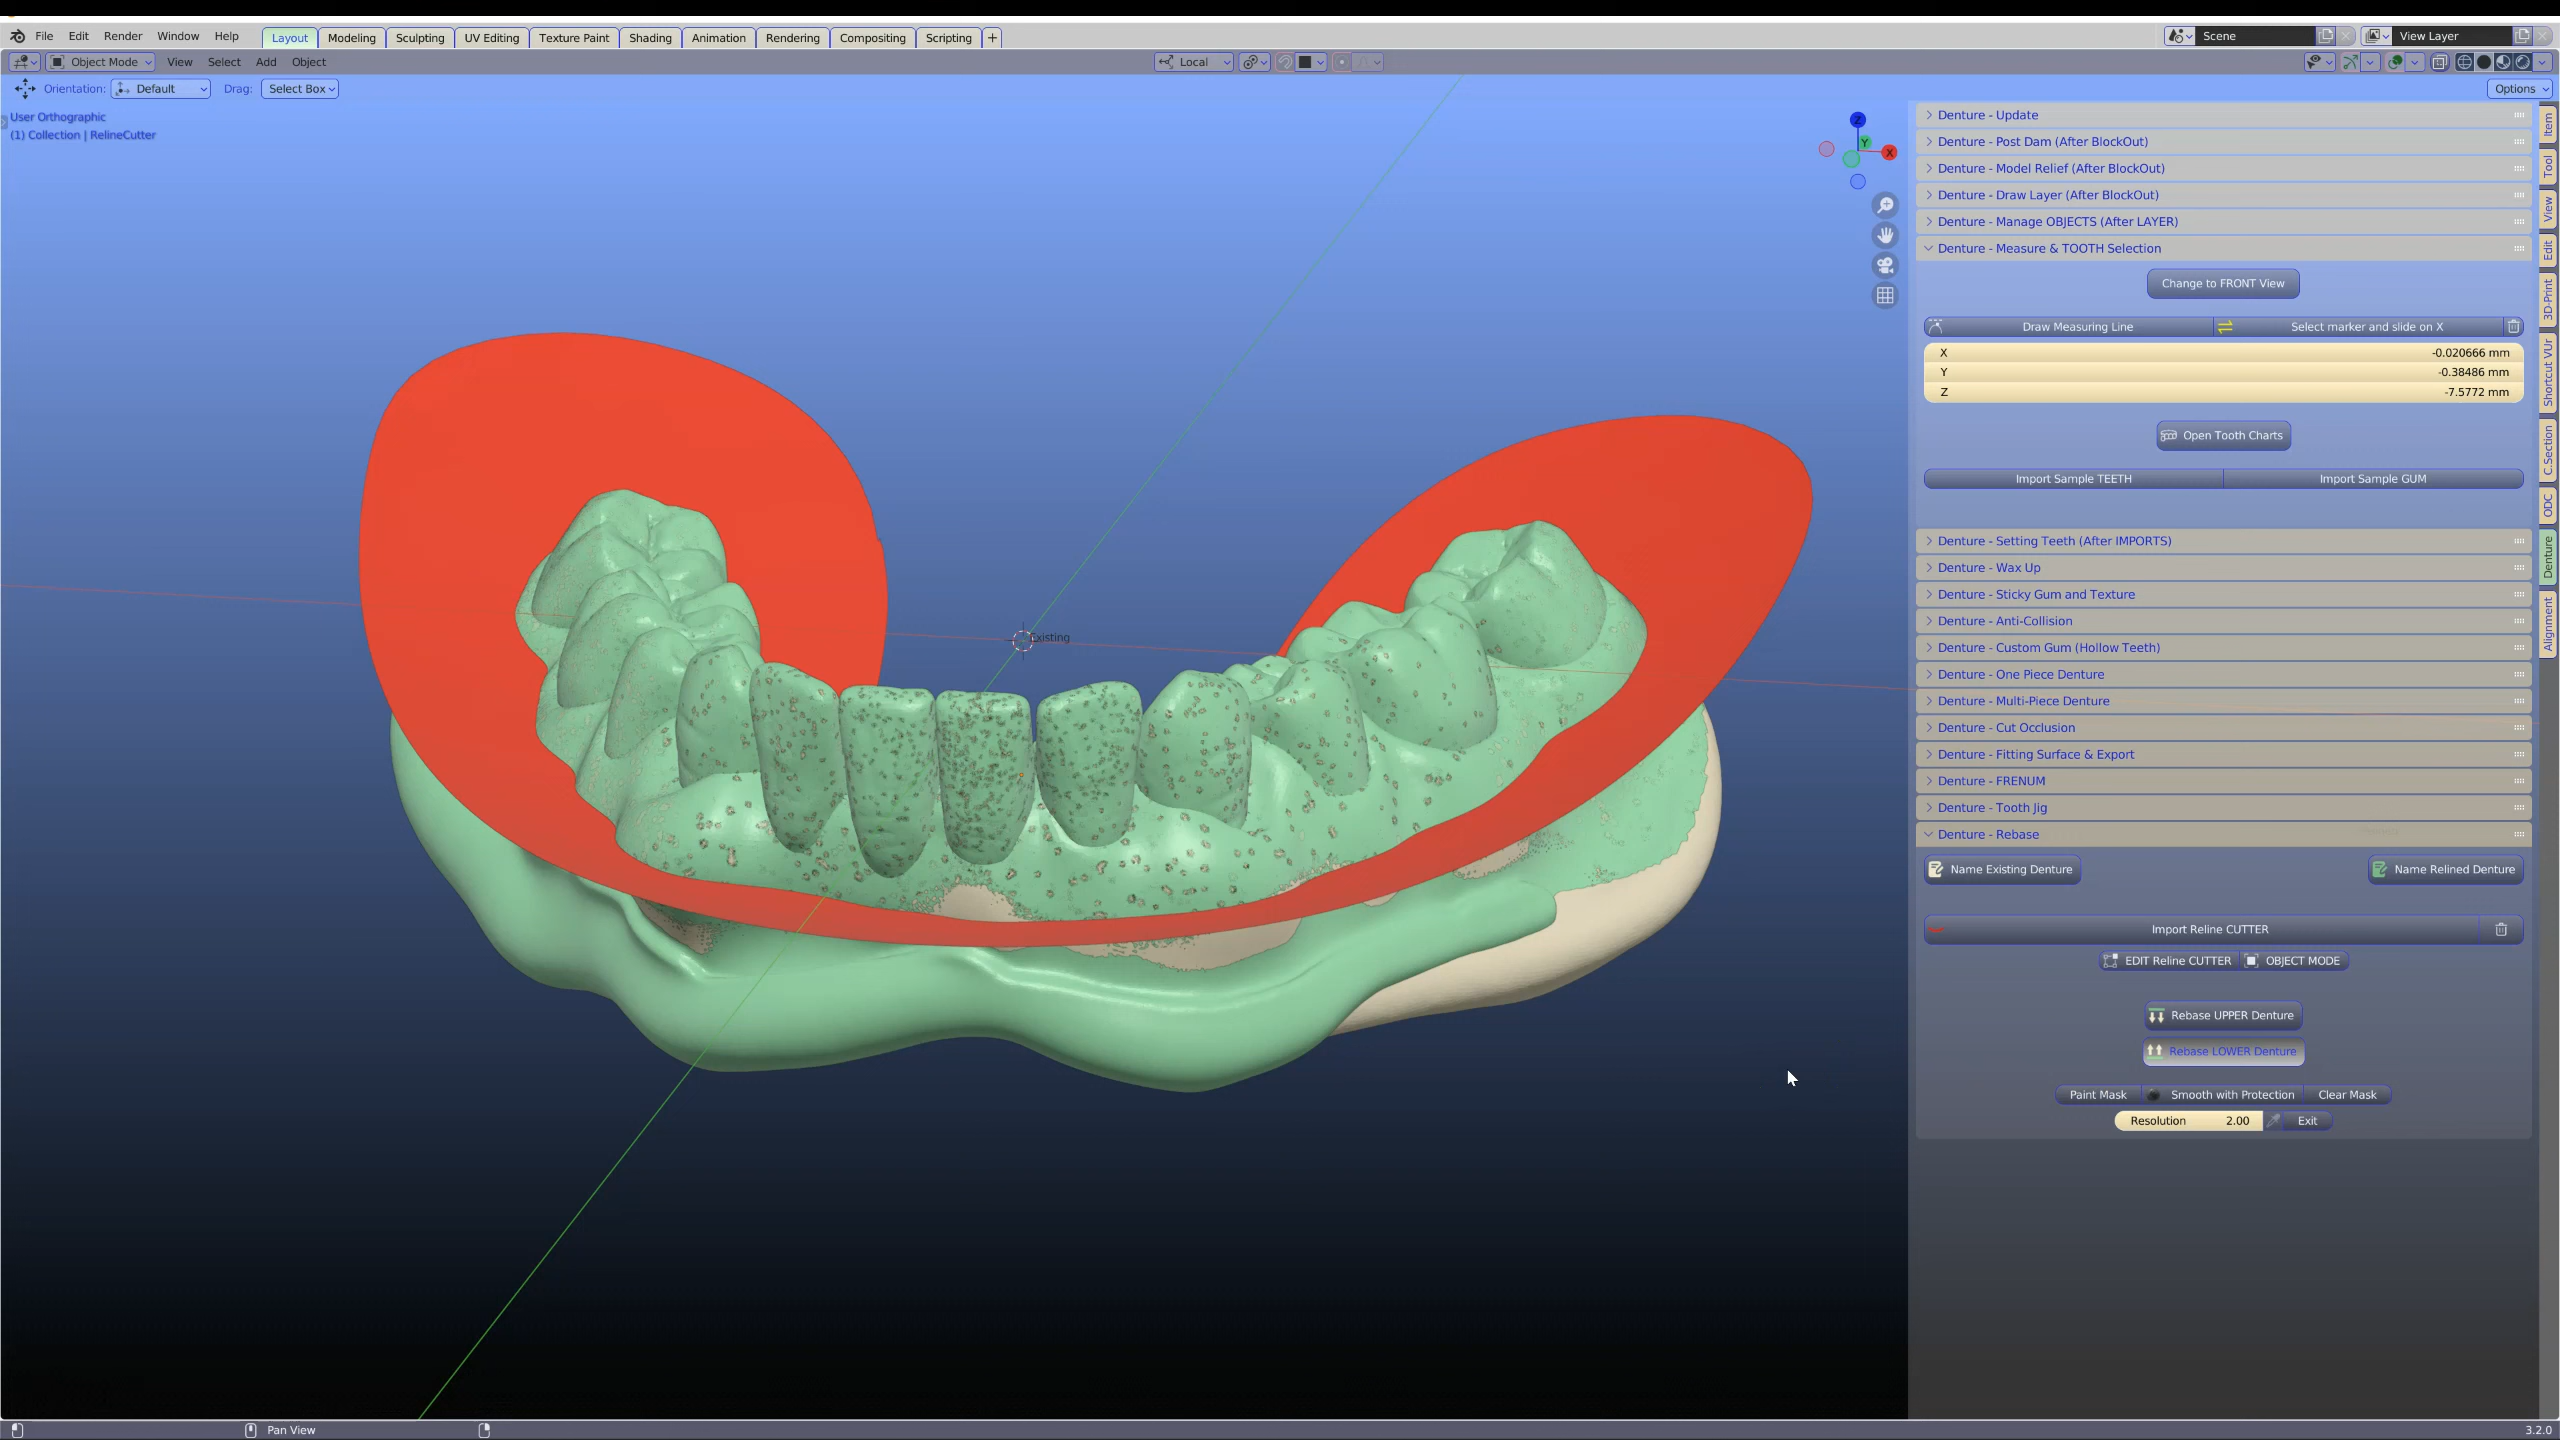 File Edit Render Window Help Layout Modeling Sculpting UV Editing Texture Paint Shading Animation Rendering Compositing Scripting + Scene View Layer
Object Mode View Select Add Object Local
Orientation: Default Drag: Select Box Options
User Orthographic
(1) Collection | RelineCutter
Z
Y
X
Existing
Denture - Update
Denture - Post Dam (After BlockOut)
Denture - Model Relief (After BlockOut)
Denture - Draw Layer (After BlockOut)
Denture - Manage OBJECTS (After LAYER)
Denture - Measure & TOOTH Selection
Change to FRONT View
Draw Measuring Line Select marker and slide on X
X -0.020666 mm
Y -0.38486 mm
Z -7.5772 mm
Open Tooth Charts
Import Sample TEETH Import Sample GUM
Denture - Setting Teeth (After IMPORTS)
Denture - Wax Up
Denture - Sticky Gum and Texture
Denture - Anti-Collision
Denture - Custom Gum (Hollow Teeth)
Denture - One Piece Denture
Denture - Multi-Piece Denture
Denture - Cut Occlusion
Denture - Fitting Surface & Export
Denture - FRENUM
Denture - Tooth Jig
Denture - Rebase
Name Existing Denture Name Relined Denture
Import Reline CUTTER
EDIT Reline CUTTER OBJECT MODE
Rebase UPPER Denture
Rebase LOWER Denture
Paint Mask Smooth with Protection Clear Mask
Resolution 2.00 Exit
Item
Tool
View
Edit
3D-Print
Shortcut VUr
C.Section
ODC
Denture
Alignment
Pan View 3.2.0